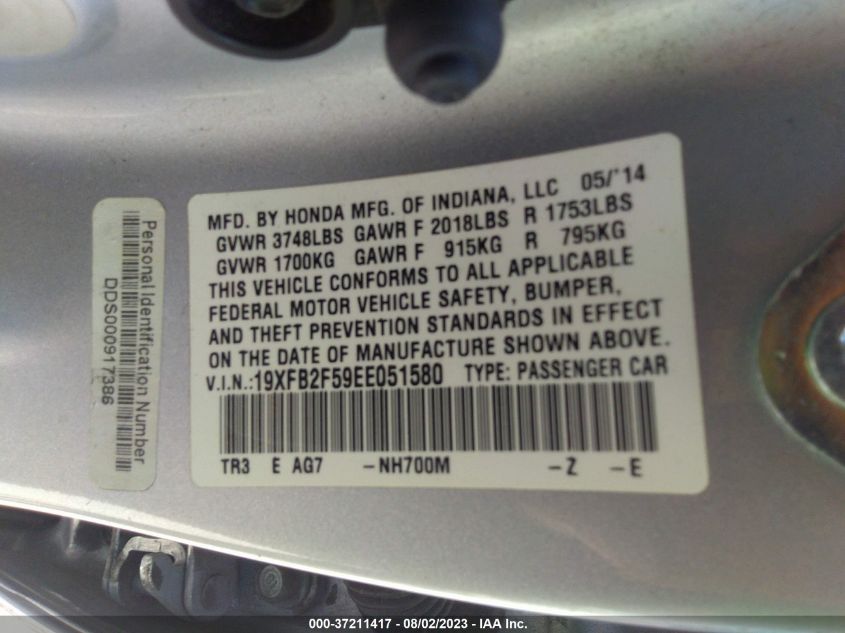 MFD. BY HONDA MFG. OF INDIANA, LLC 05/'14
GVWR 3748LBS GAWR F 2018LBS R 1753LBS
GVWR 1700KG GAWR F 915KG R 795KG
THIS VEHICLE CONFORMS TO ALL APPLICABLE
FEDERAL MOTOR VEHICLE SAFETY, BUMPER,
AND THEFT PREVENTION STANDARDS IN EFFECT
ON THE DATE OF MANUFACTURE SHOWN ABOVE.
V.I.N.:19XFB2F59EE051580 TYPE: PASSENGER CAR
TR3 E AG7 -NH700M -Z -E
Personal Identification Number
DDS000917386
000-37211417 - 08/02/2023 - IAA Inc.